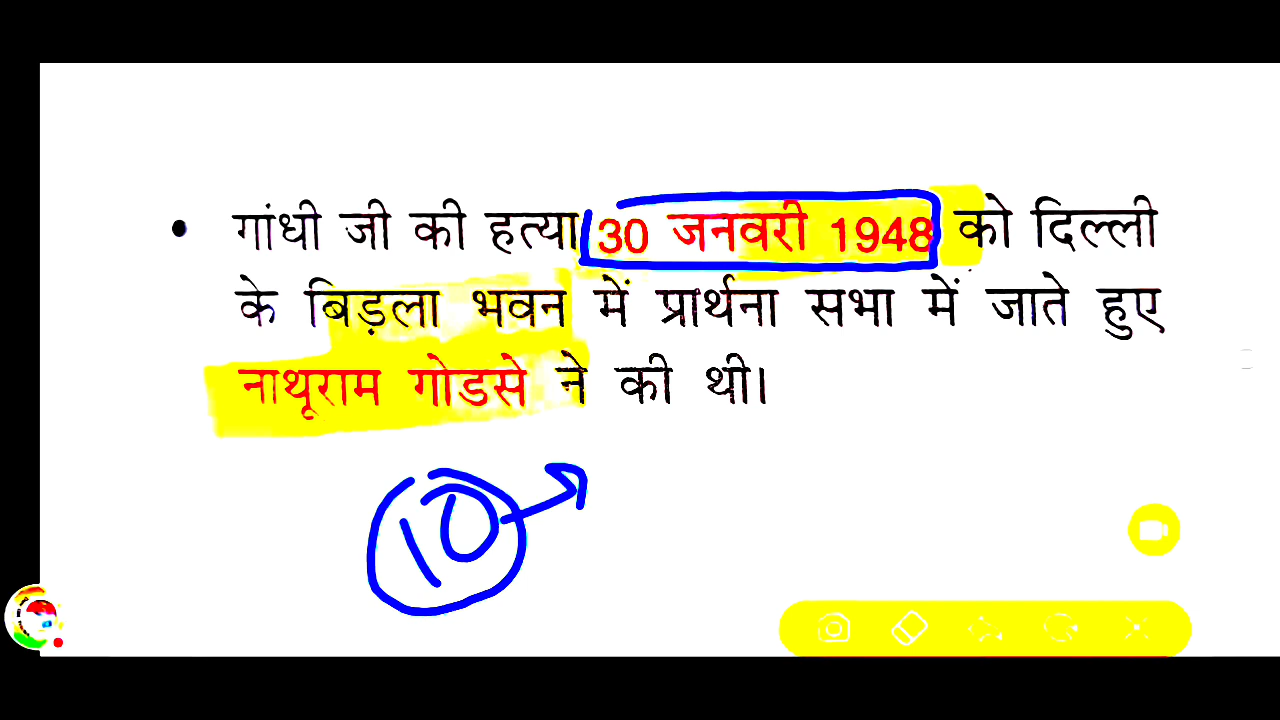 • गांधी जी की हत्या 30 जनवरी 1948 को दिल्ली
के बिड़ला भवन में प्रार्थना सभा में जाते हुए
नाथूराम गोडसे ने की थी।
10